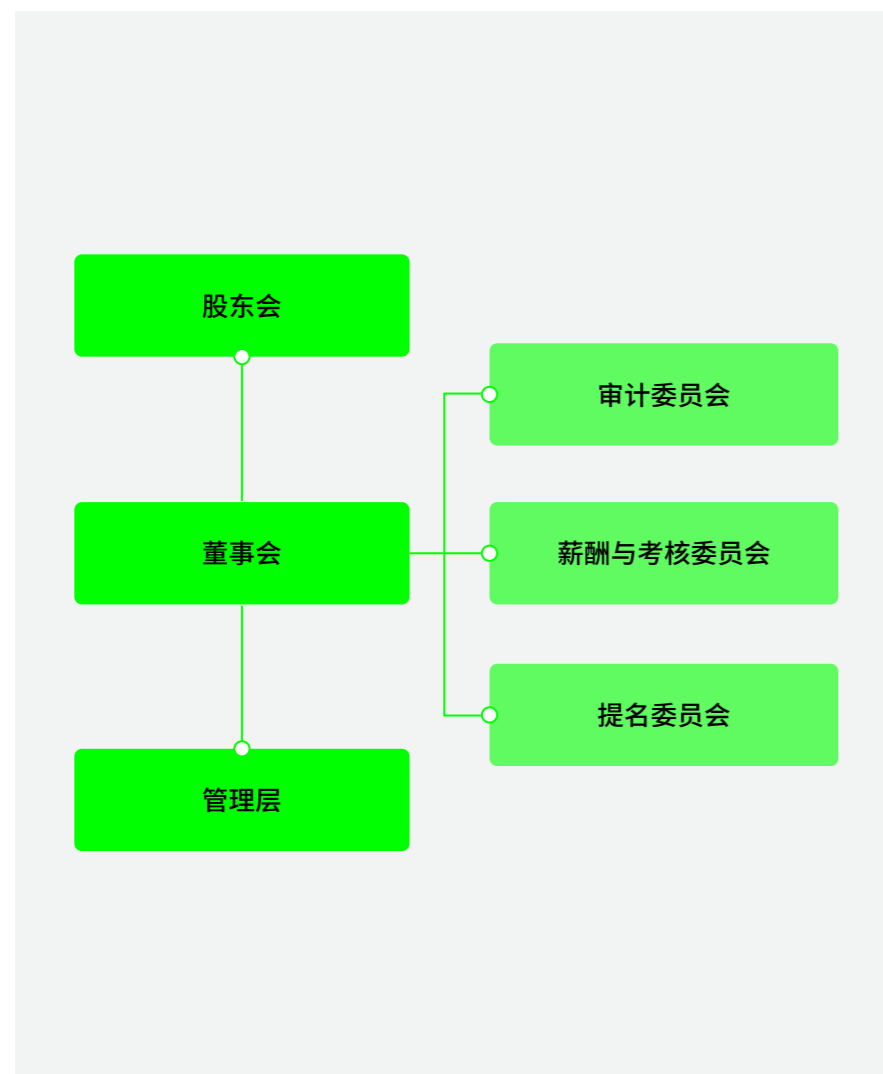 股东会
董事会
管理层
审计委员会
薪酬与考核委员会
提名委员会